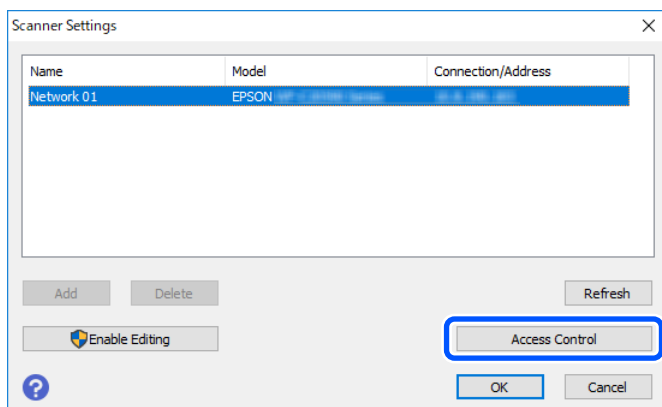 Scanner Settings
Name Model Connection/Address
Network 01 EPSON
Add Delete Refresh
Enable Editing Access Control
? OK Cancel